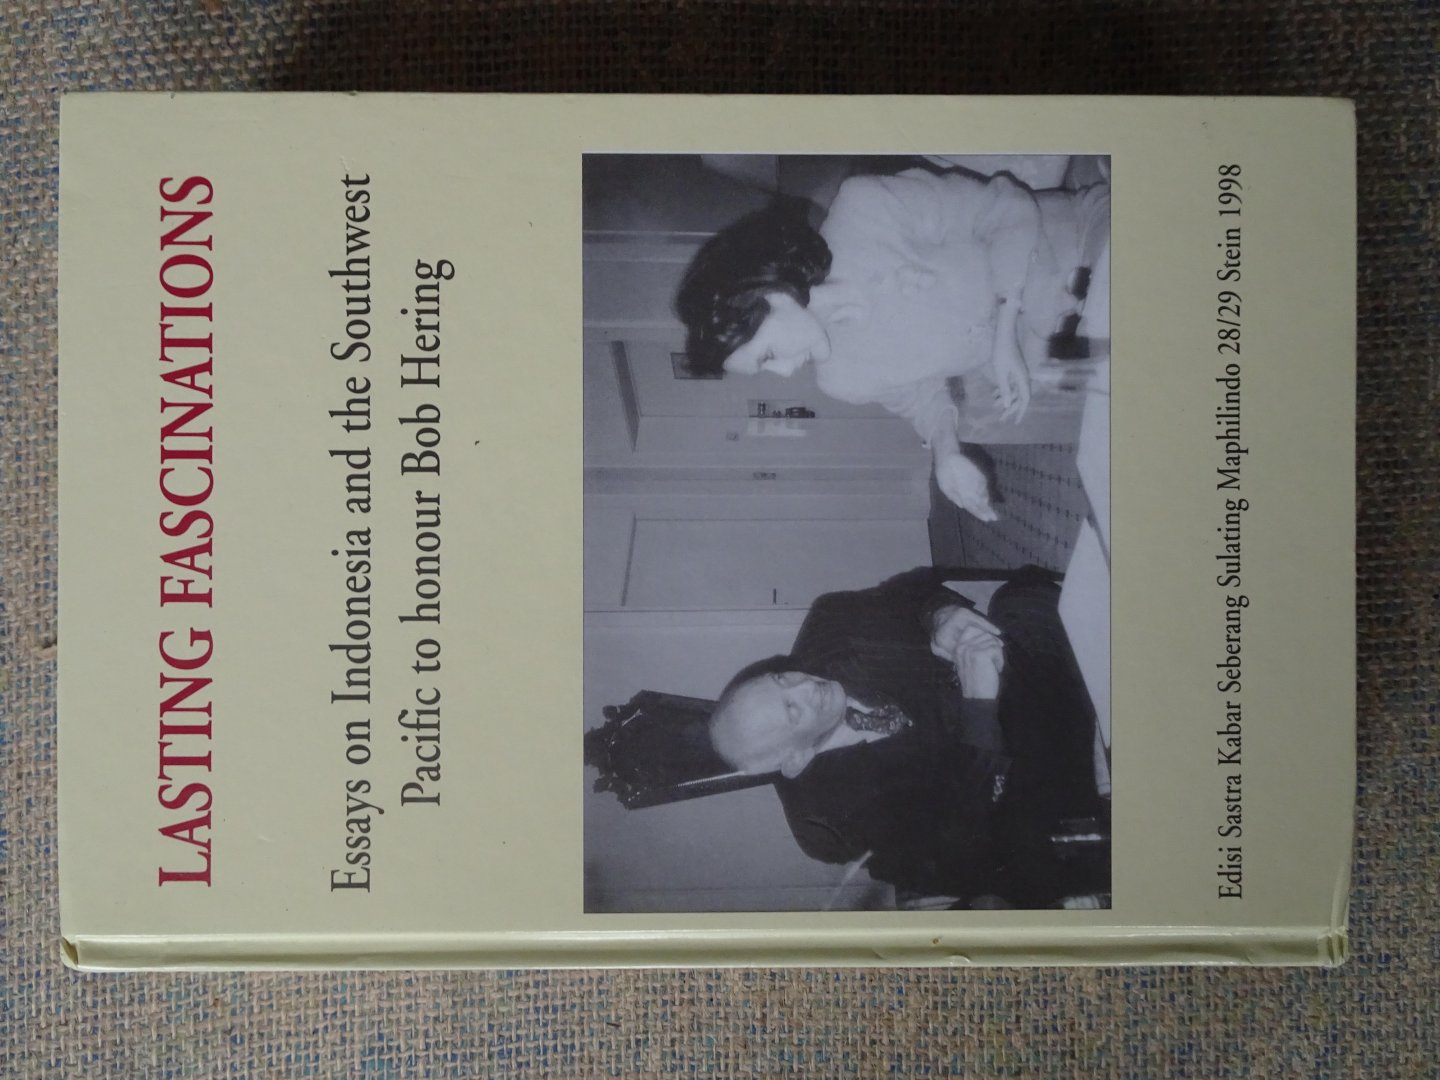 LASTING FASCINATIONS
Essays on Indonesia and the Southwest
Pacific to honour Bob Hering
Edisi Sastra Kabar Seberang Sulating Maphilindo 28/29 Stein 1998